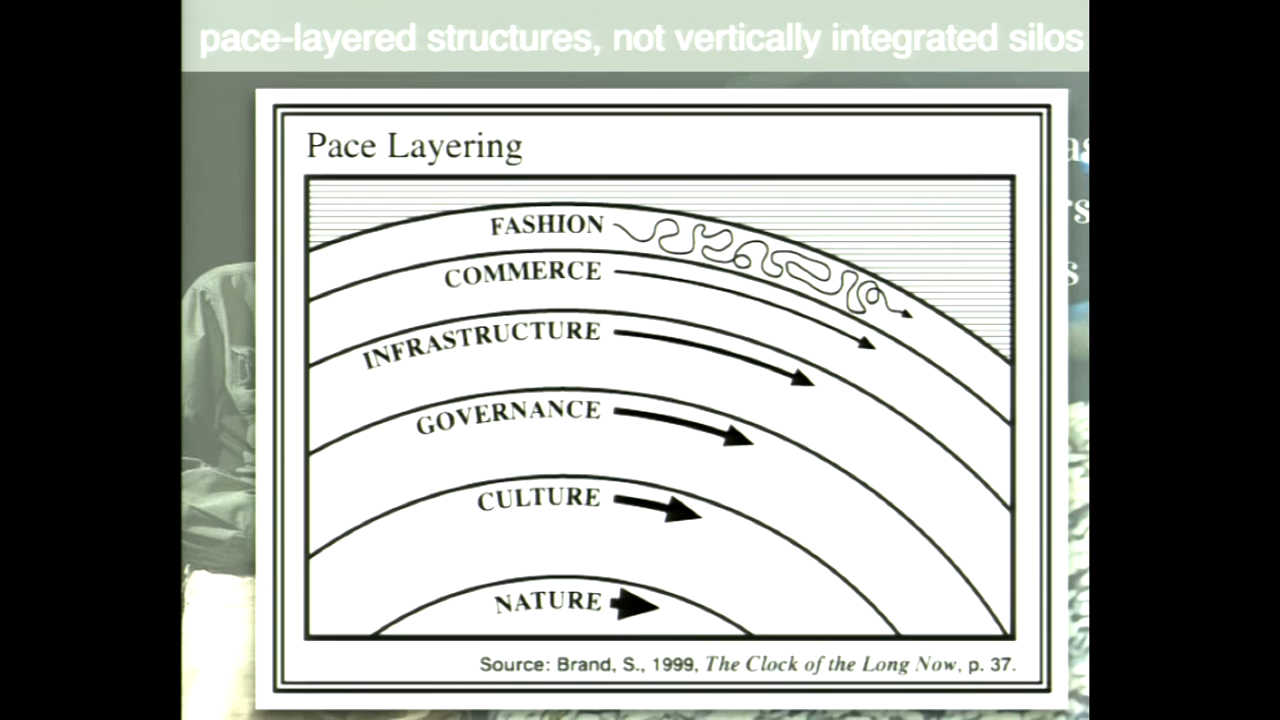 pace-layered structures, not vertically integrated silos
Pace Layering
FASHION
COMMERCE
INFRASTRUCTURE
GOVERNANCE
CULTURE
NATURE
Source: Brand, S., 1999, The Clock of the Long Now, p. 37.